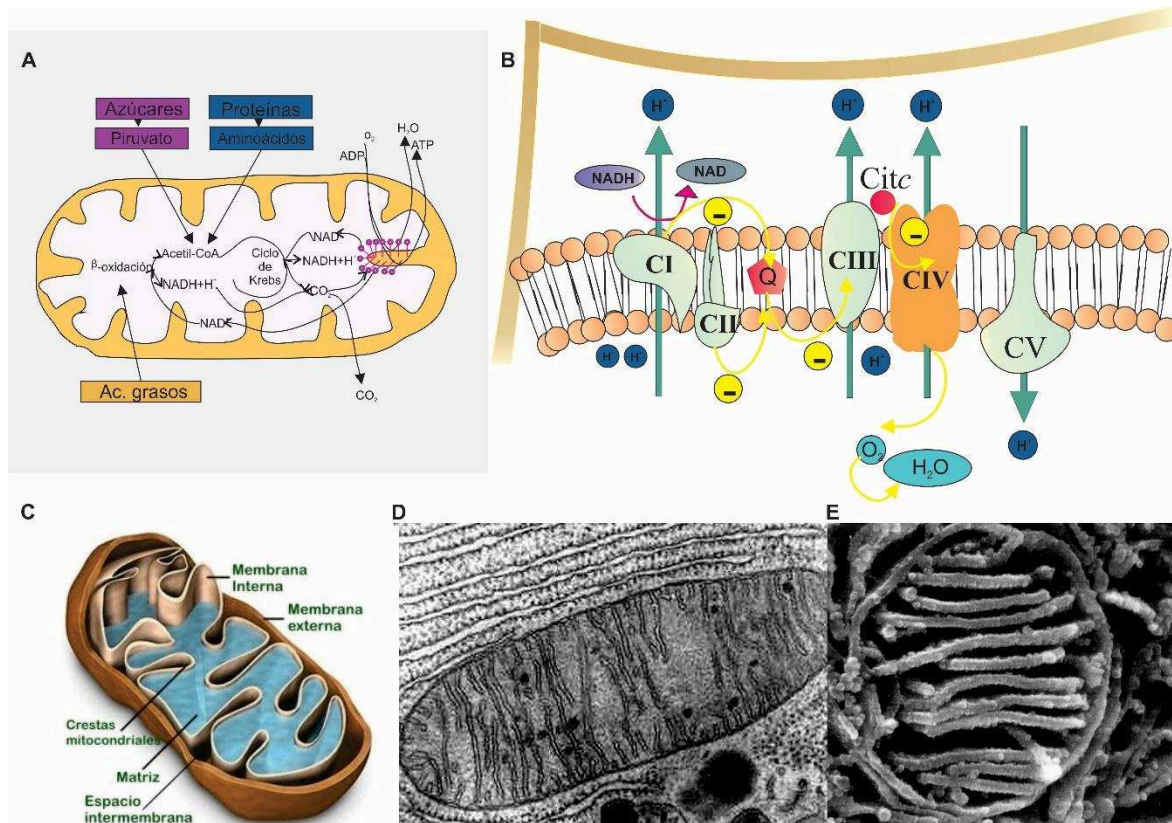 A
Azúcares
Proteínas
Piruvato
Aminoácidos
O₂
H₂O
ADP
ATP
β-oxidación
Acetil-CoA
NADH+H⁻
NAD
Ciclo
de
Krebs
NAD
NADH+H
CO₂
Ac. grasos
CO₂
B
H⁺
H⁺
H⁺
NADH
NAD
Citc
CI
CII
Q
CIII
CIV
CV
H⁺
H⁺
H⁺
H⁺
O₂
H₂O
C
Membrana
Interna
Membrana
externa
Crestas
mitocondriales
Matriz
Espacio
intermembrana
D
E